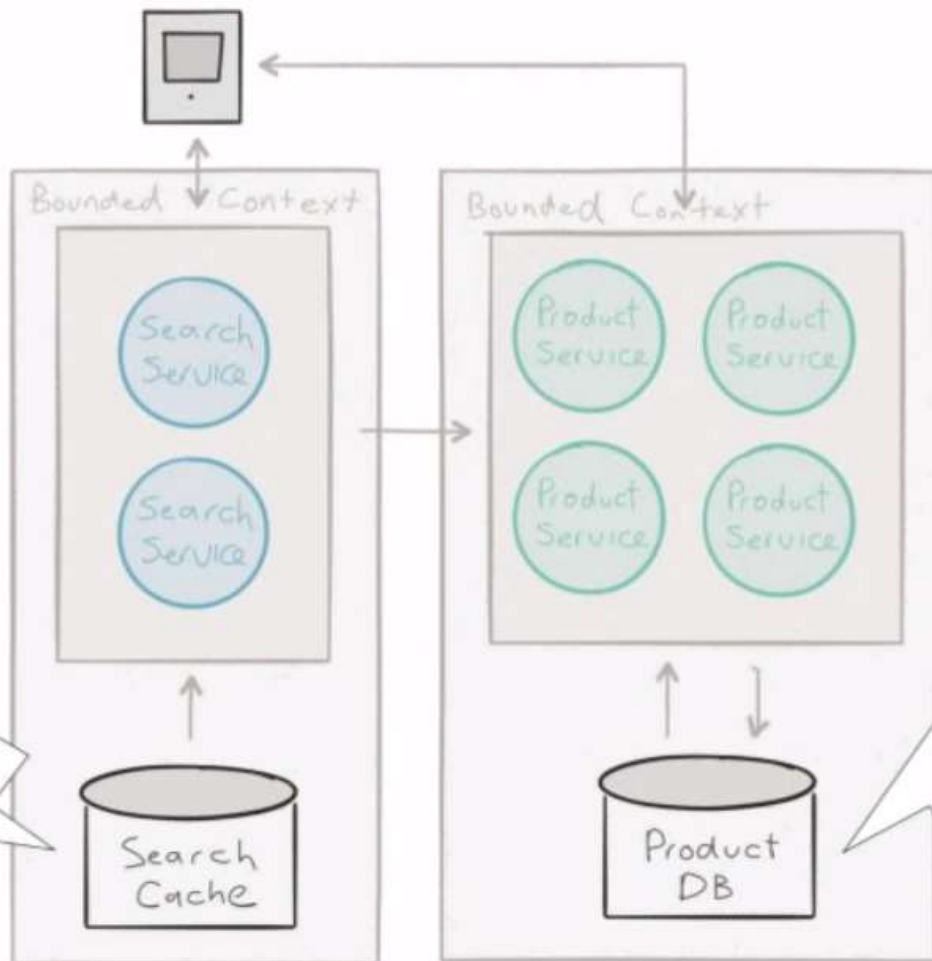 Bounded Context
Search
Service
Search
Service
Search
Cache
Bounded Context
Product
Service
Product
Service
Product
Service
Product
Service
Product
DB